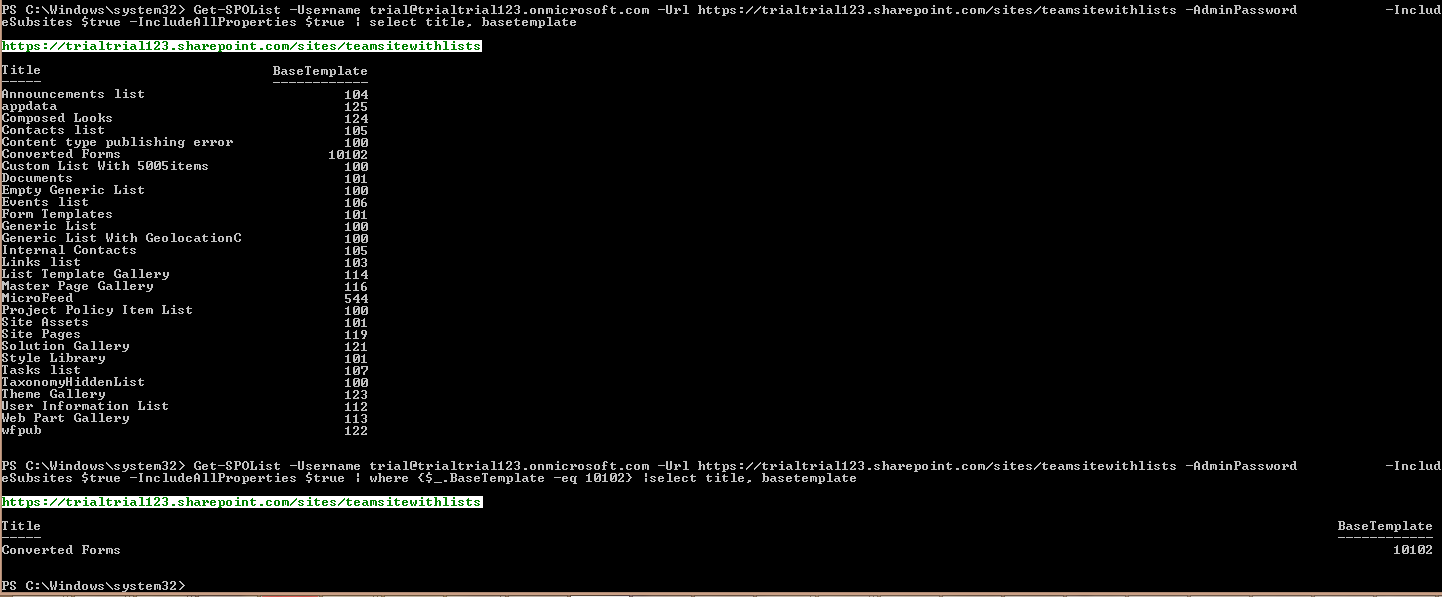 PS C:\Windows\system32> Get-SPOList -Username trial@trialtrial123.onmicrosoft.com -Url https://trialtrial123.sharepoint.com/sites/teamsitewithlists -AdminPassword -Includ
eSubsites $true -IncludeAllProperties $true | select title, basetemplate
https://trialtrial123.sharepoint.com/sites/teamsitewithlists
Title BaseTemplate
----- ------------
Announcements list 104
appdata 125
Composed Looks 124
Contacts list 105
Content type publishing error 100
Converted Forms 10102
Custom List With 5005items 100
Documents 101
Empty Generic List 100
Events list 106
Form Templates 101
Generic List 100
Generic List With GeolocationC 100
Internal Contacts 105
Links list 103
List Template Gallery 114
Master Page Gallery 116
MicroFeed 544
Project Policy Item List 100
Site Assets 101
Site Pages 119
Solution Gallery 121
Style Library 101
Tasks list 107
TaxonomyHiddenList 100
Theme Gallery 123
User Information List 112
Web Part Gallery 113
wfpub 122
PS C:\Windows\system32> Get-SPOList -Username trial@trialtrial123.onmicrosoft.com -Url https://trialtrial123.sharepoint.com/sites/teamsitewithlists -AdminPassword -Includ
eSubsites $true -IncludeAllProperties $true | where {$_.BaseTemplate -eq 10102} |select title, basetemplate
https://trialtrial123.sharepoint.com/sites/teamsitewithlists
Title BaseTemplate
----- ------------
Converted Forms 10102
PS C:\Windows\system32>